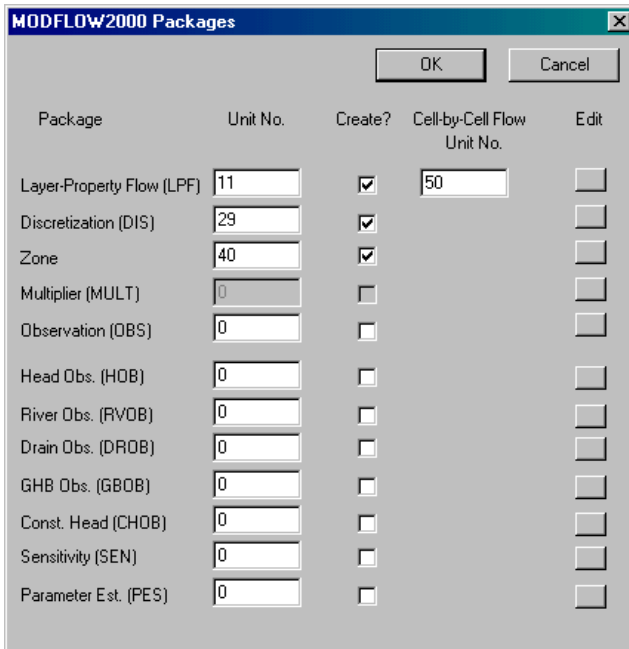 MODFLOW2000 Packages
OK Cancel
Package Unit No. Create? Cell-by-Cell Flow Unit No. Edit
Layer-Property Flow (LPF) 11 50
Discretization (DIS) 29
Zone 40
Multiplier (MULT) 0
Observation (OBS) 0
Head Obs. (HOB) 0
River Obs. (RVOB) 0
Drain Obs. (DROB) 0
GHB Obs. (GBOB) 0
Const. Head (CHOB) 0
Sensitivity (SEN) 0
Parameter Est. (PES) 0